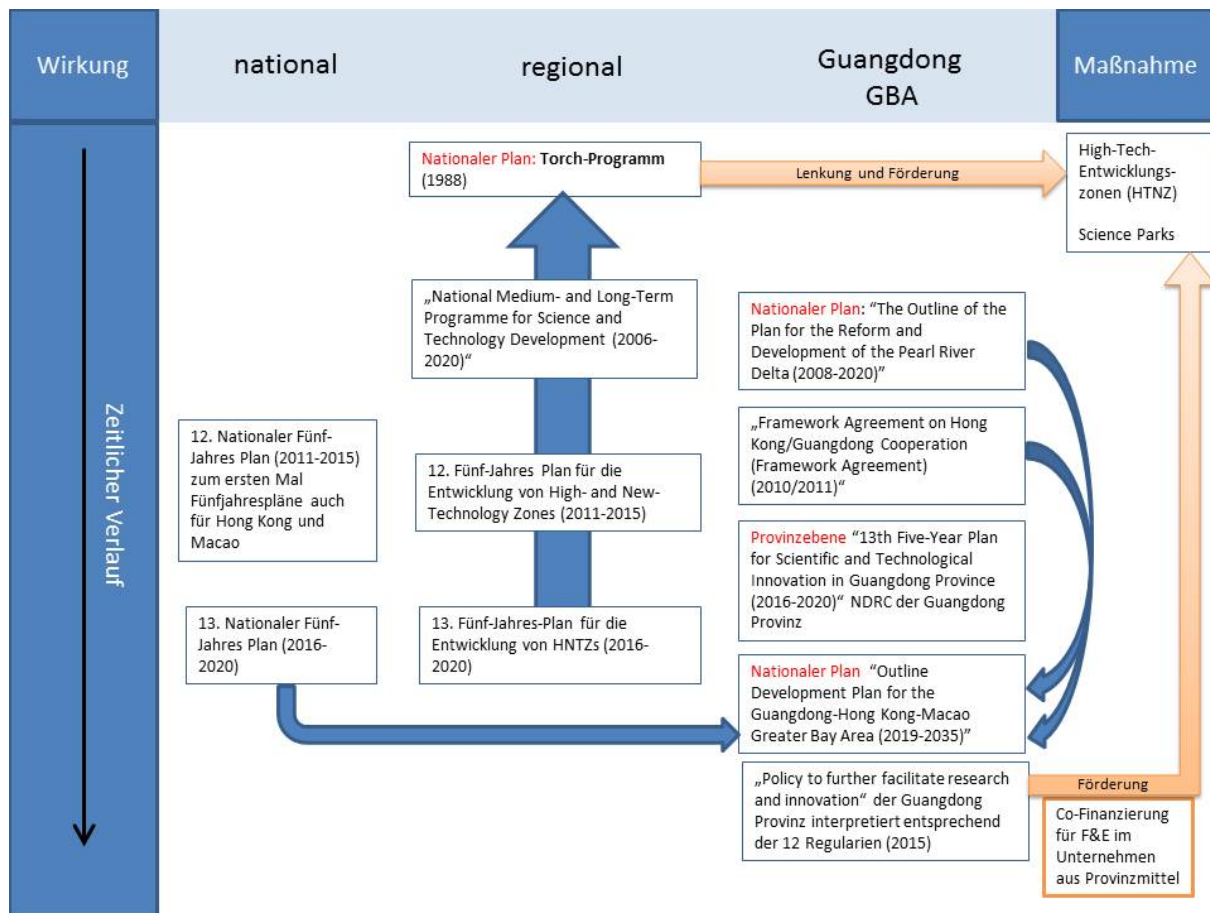 Wirkung
national
regional
Guangdong
GBA
Maßnahme
Zeitlicher Verlauf
Nationaler Plan: Torch-Programm
(1988)
Lenkung und Förderung
High-Tech-
Entwicklungs-
zonen (HTNZ)
Science Parks
„National Medium- and Long-Term
Programme for Science and
Technology Development (2006-
2020)“
Nationaler Plan: “The Outline of the
Plan for the Reform and
Development of the Pearl River
Delta (2008-2020)”
12. Nationaler Fünf-
Jahres Plan (2011-2015)
zum ersten Mal
Fünfjahrespläne auch
für Hong Kong und
Macao
12. Fünf-Jahres Plan für die
Entwicklung von High- and New-
Technology Zones (2011-2015)
„Framework Agreement on Hong
Kong/Guangdong Cooperation
(Framework Agreement)
(2010/2011)“
Provinzebene “13th Five-Year Plan
for Scientific and Technological
Innovation in Guangdong Province
(2016-2020)“ NDRC der Guangdong
Provinz
13. Nationaler Fünf-
Jahres Plan (2016-
2020)
13. Fünf-Jahres-Plan für die
Entwicklung von HNTZs (2016-
2020)
Nationaler Plan “Outline
Development Plan for the
Guangdong-Hong Kong-Macao
Greater Bay Area (2019-2035)”
„Policy to further facilitate research
and innovation“ der Guangdong
Provinz interpretiert entsprechend
der 12 Regularien (2015)
Förderung
Co-Finanzierung
für F&E im
Unternehmen
aus Provinzmittel